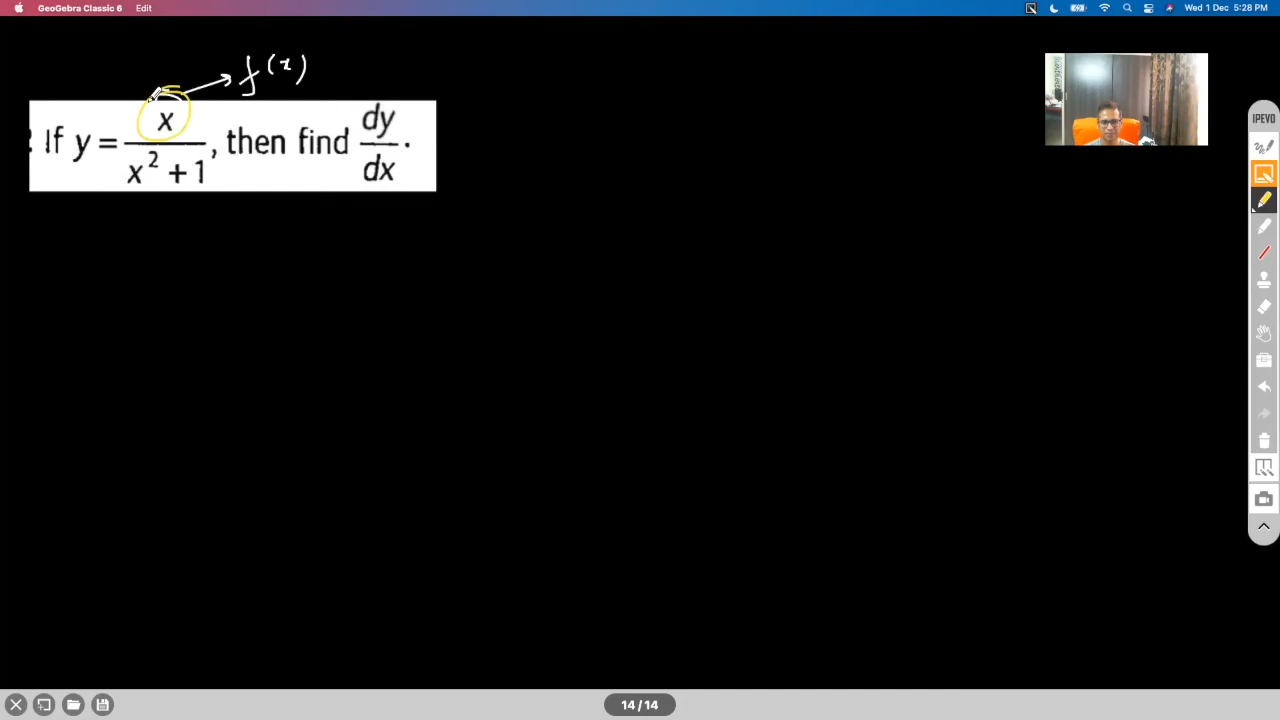 GeoGebra Classic 6 Edit Wed 1 Dec 5:28 PM
f(x)
If y = x / x² + 1, then find dy/dx.
IPEVO
14 / 14